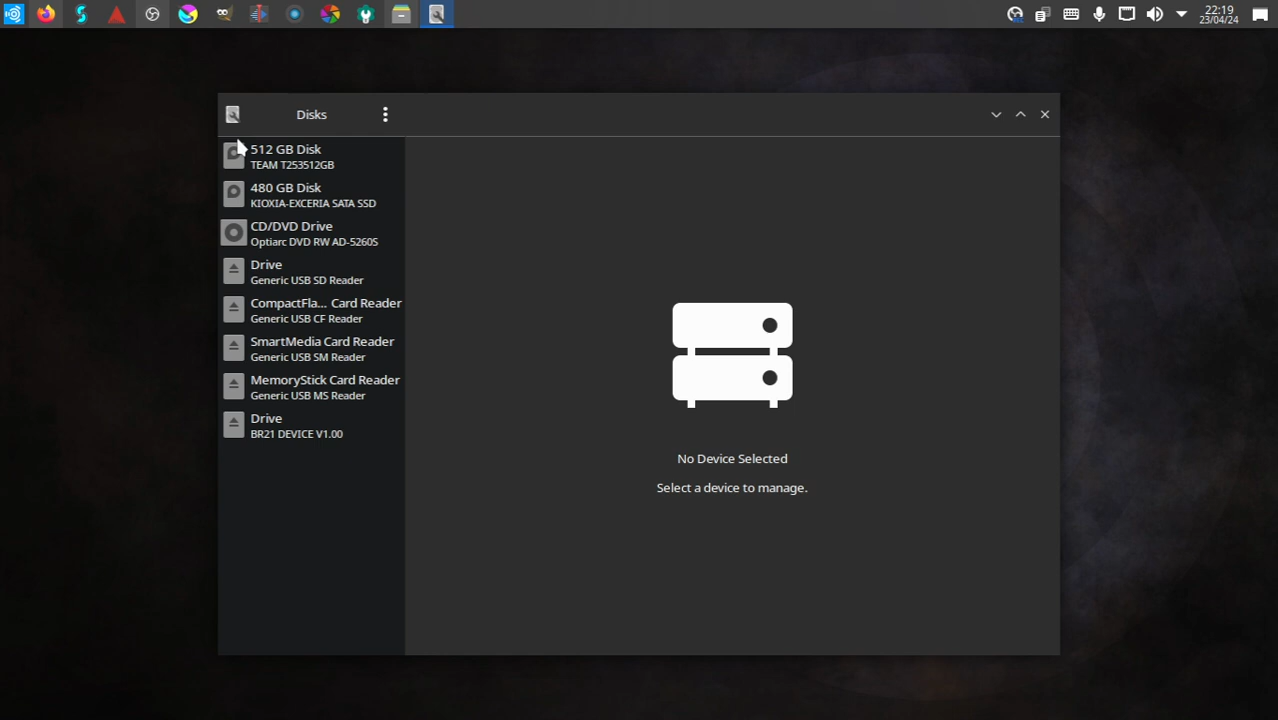 22:19
23/04/24
Disks
512 GB Disk
TEAM T253512GB
480 GB Disk
KIOXIA-EXCERIA SATA SSD
CD/DVD Drive
Optiarc DVD RW AD-5260S
Drive
Generic USB SD Reader
CompactFla... Card Reader
Generic USB CF Reader
SmartMedia Card Reader
Generic USB SM Reader
MemoryStick Card Reader
Generic USB MS Reader
Drive
BR21 DEVICE V1.00
No Device Selected
Select a device to manage.